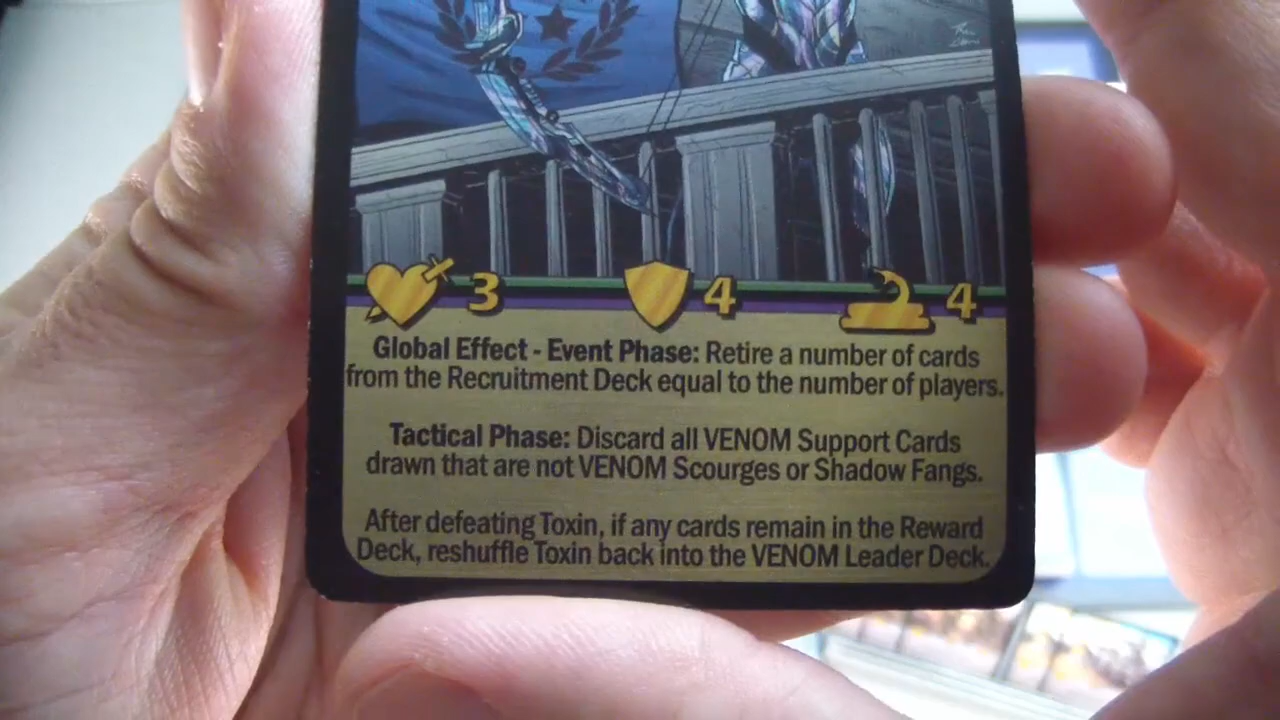 3 4 4
Global Effect - Event Phase: Retire a number of cards
from the Recruitment Deck equal to the number of players.
Tactical Phase: Discard all VENOM Support Cards
drawn that are not VENOM Scourges or Shadow Fangs.
After defeating Toxin, if any cards remain in the Reward
Deck, reshuffle Toxin back into the VENOM Leader Deck.